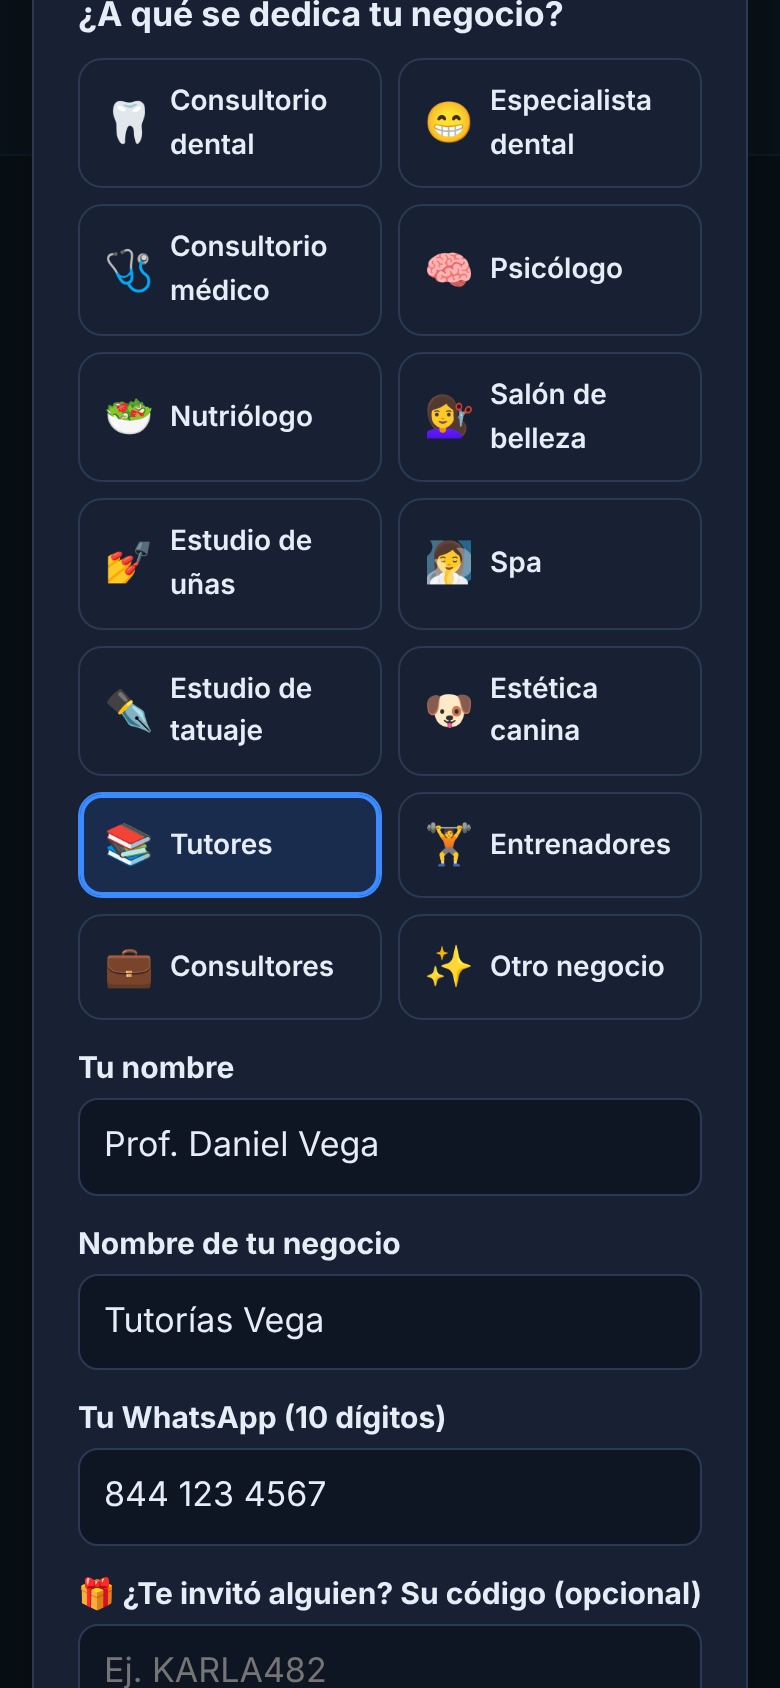 ¿A qué se dedica tu negocio?
Consultorio
dental
Especialista
dental
Consultorio
médico
Psicólogo
Nutriólogo
Salón de
belleza
Estudio de
uñas
Spa
Estudio de
tatuaje
Estética
canina
Tutores
Entrenadores
Consultores
Otro negocio
Tu nombre
Prof. Daniel Vega
Nombre de tu negocio
Tutorías Vega
Tu WhatsApp (10 dígitos)
844 123 4567
🎁 ¿Te invitó alguien? Su código (opcional)
Ej. KARLA482